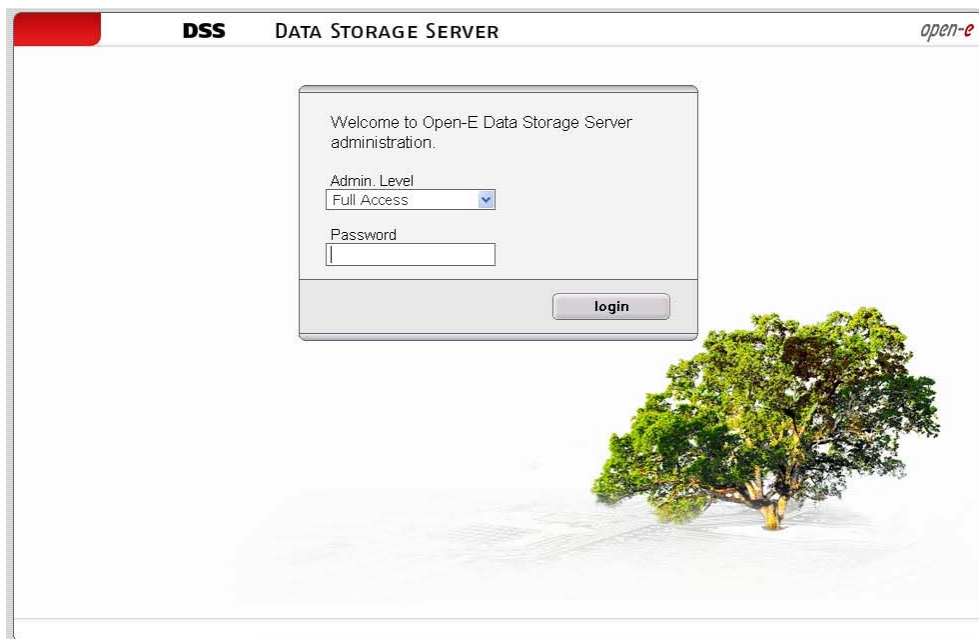 DSS DATA STORAGE SERVER open-e
Welcome to Open-E Data Storage Server
administration.
Admin. Level
Full Access
Password
login